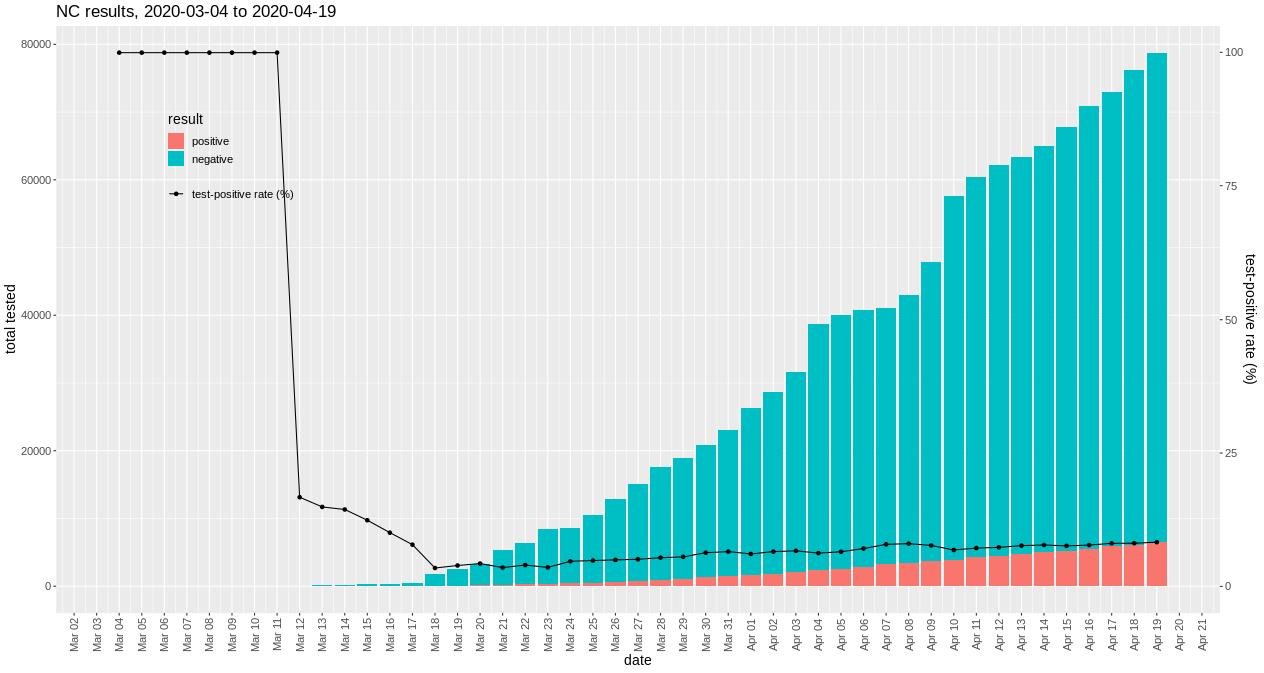 NC results, 2020-03-04 to 2020-04-19
80000
60000
40000
20000
0
total tested
result
positive
negative
test-positive rate (%)
100
75
50
25
0
test-positive rate (%)
Mar 02
Mar 03
Mar 04
Mar 05
Mar 06
Mar 07
Mar 08
Mar 09
Mar 10
Mar 11
Mar 12
Mar 13
Mar 14
Mar 15
Mar 16
Mar 17
Mar 18
Mar 19
Mar 20
Mar 21
Mar 22
Mar 23
Mar 24
Mar 25
Mar 26
Mar 27
Mar 28
Mar 29
Mar 30
Mar 31
Apr 01
Apr 02
Apr 03
Apr 04
Apr 05
Apr 06
Apr 07
Apr 08
Apr 09
Apr 10
Apr 11
Apr 12
Apr 13
Apr 14
Apr 15
Apr 16
Apr 17
Apr 18
Apr 19
Apr 20
Apr 21
date